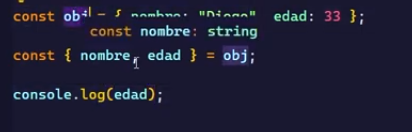 const obj = { nombre: "Diego" edad: 33 };
const nombre: string
const { nombre, edad } = obj;
console.log(edad);